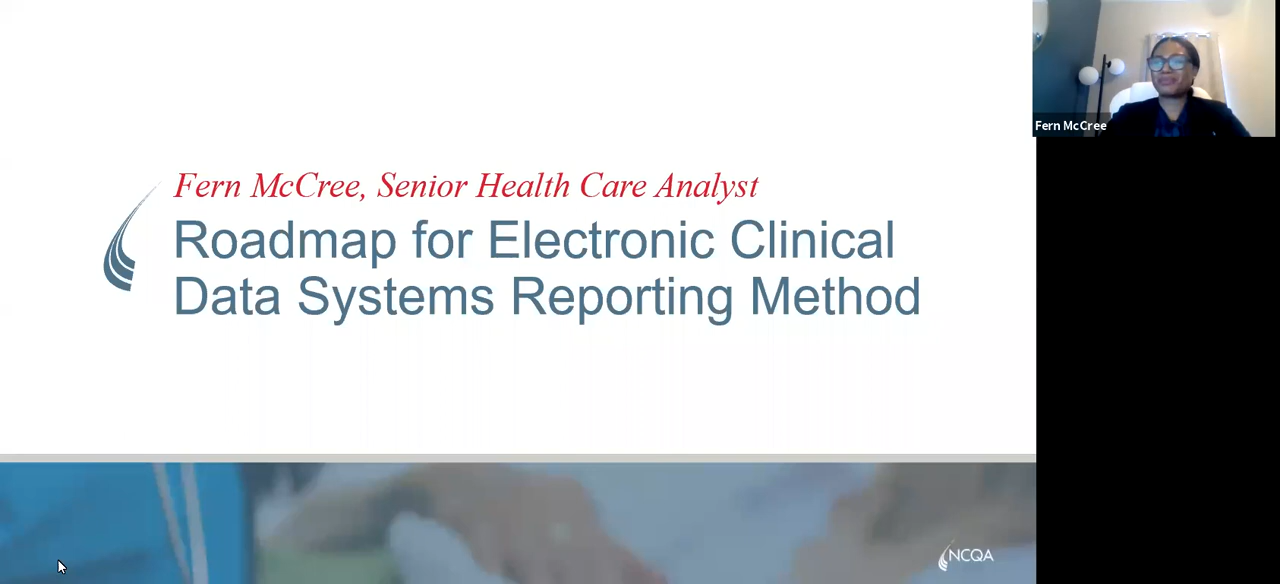 Fern McCree, Senior Health Care Analyst
Roadmap for Electronic Clinical
Data Systems Reporting Method
NCQA
Fern McCree